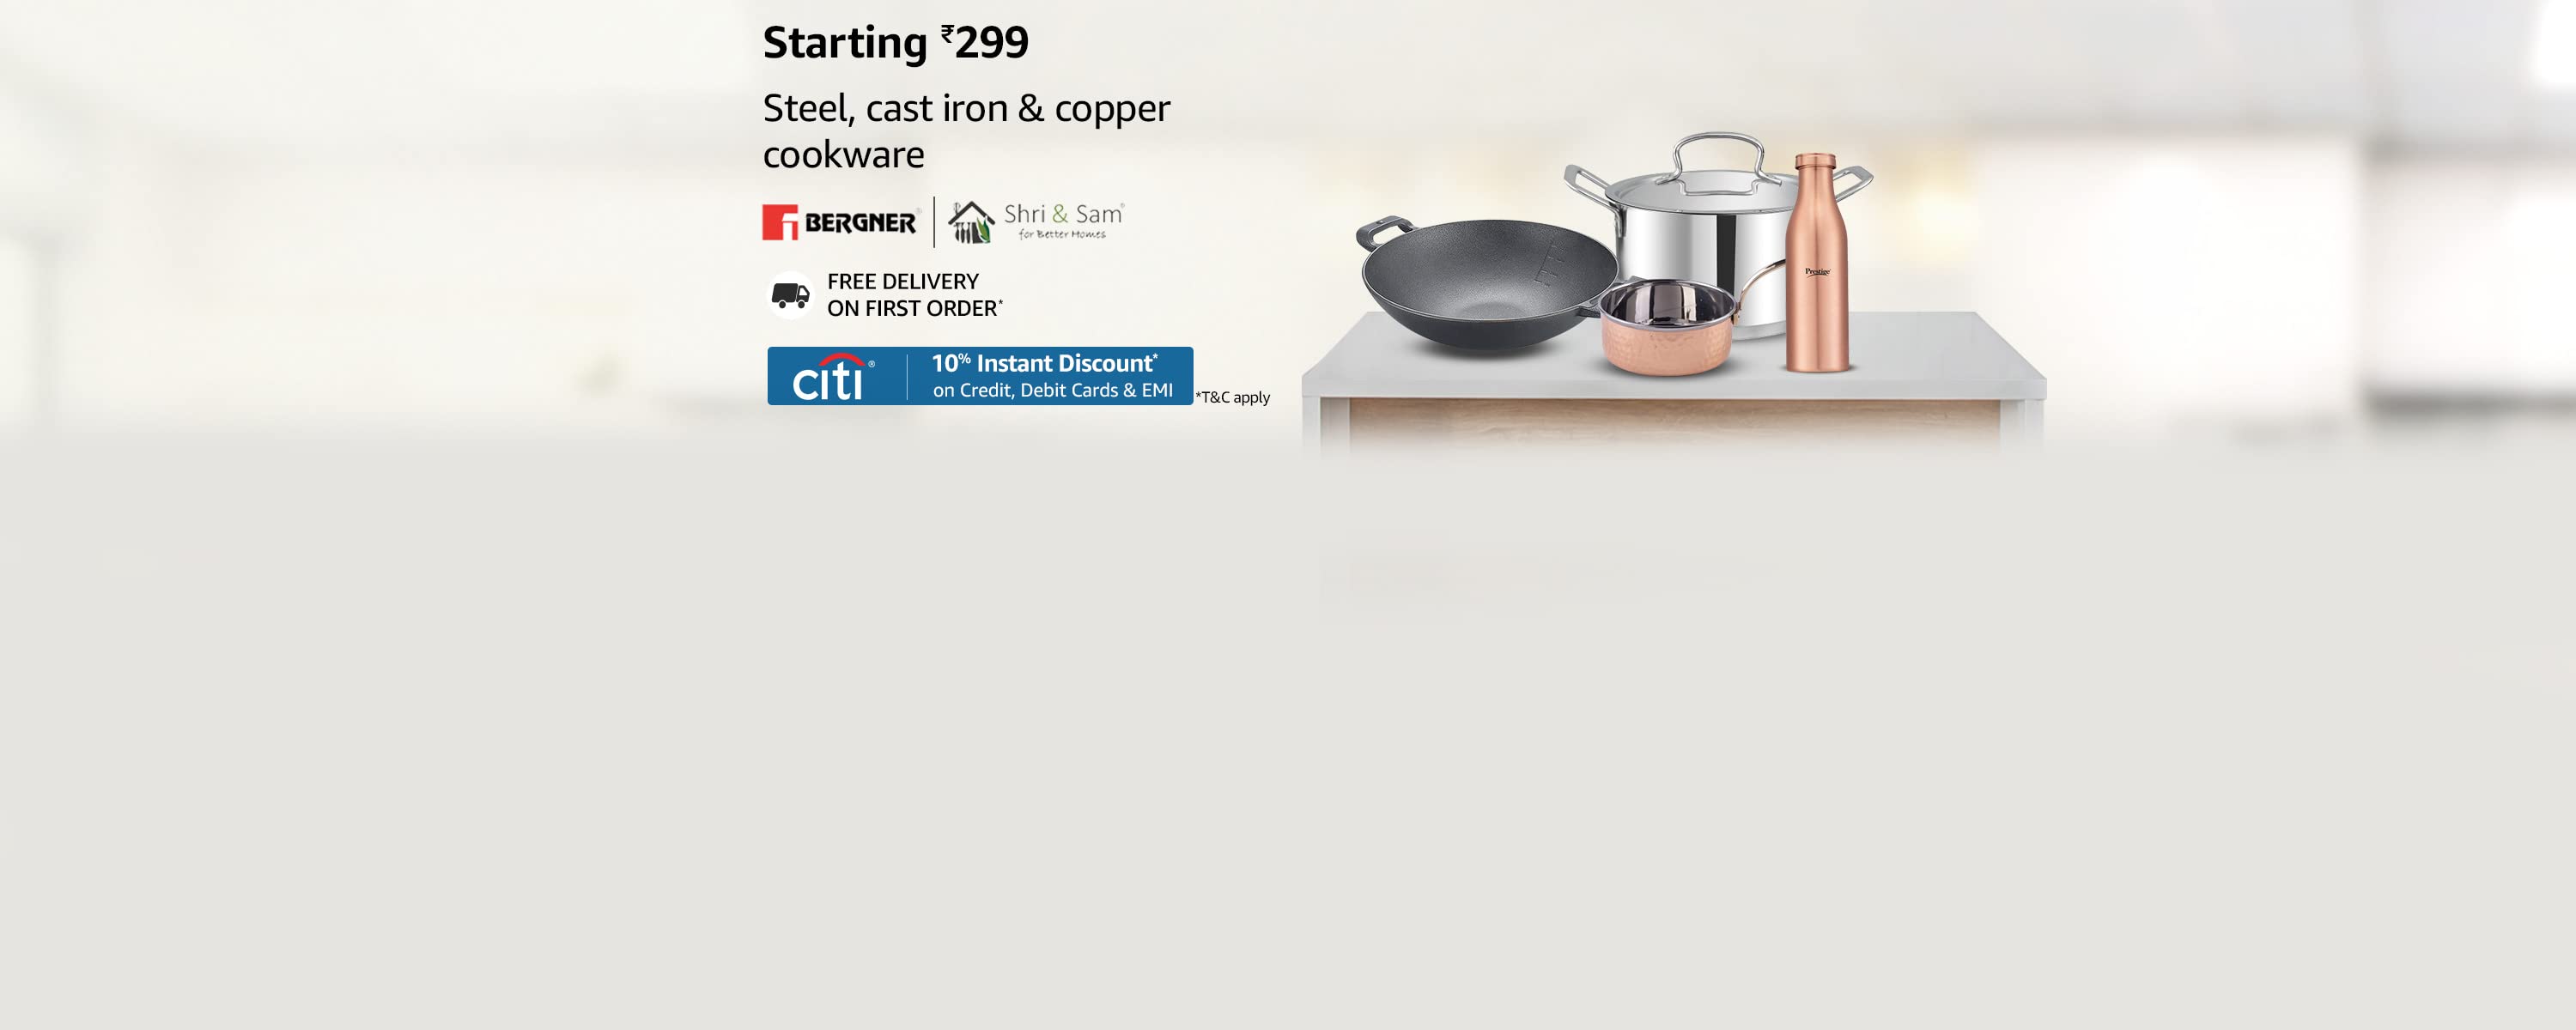 Starting ₹299
Steel, cast iron & copper
cookware
BERGNER®
Shri & Sam®
for Better Homes
FREE DELIVERY
ON FIRST ORDER*
citi®
10% Instant Discount*
on Credit, Debit Cards & EMI
*T&C apply
Prestige